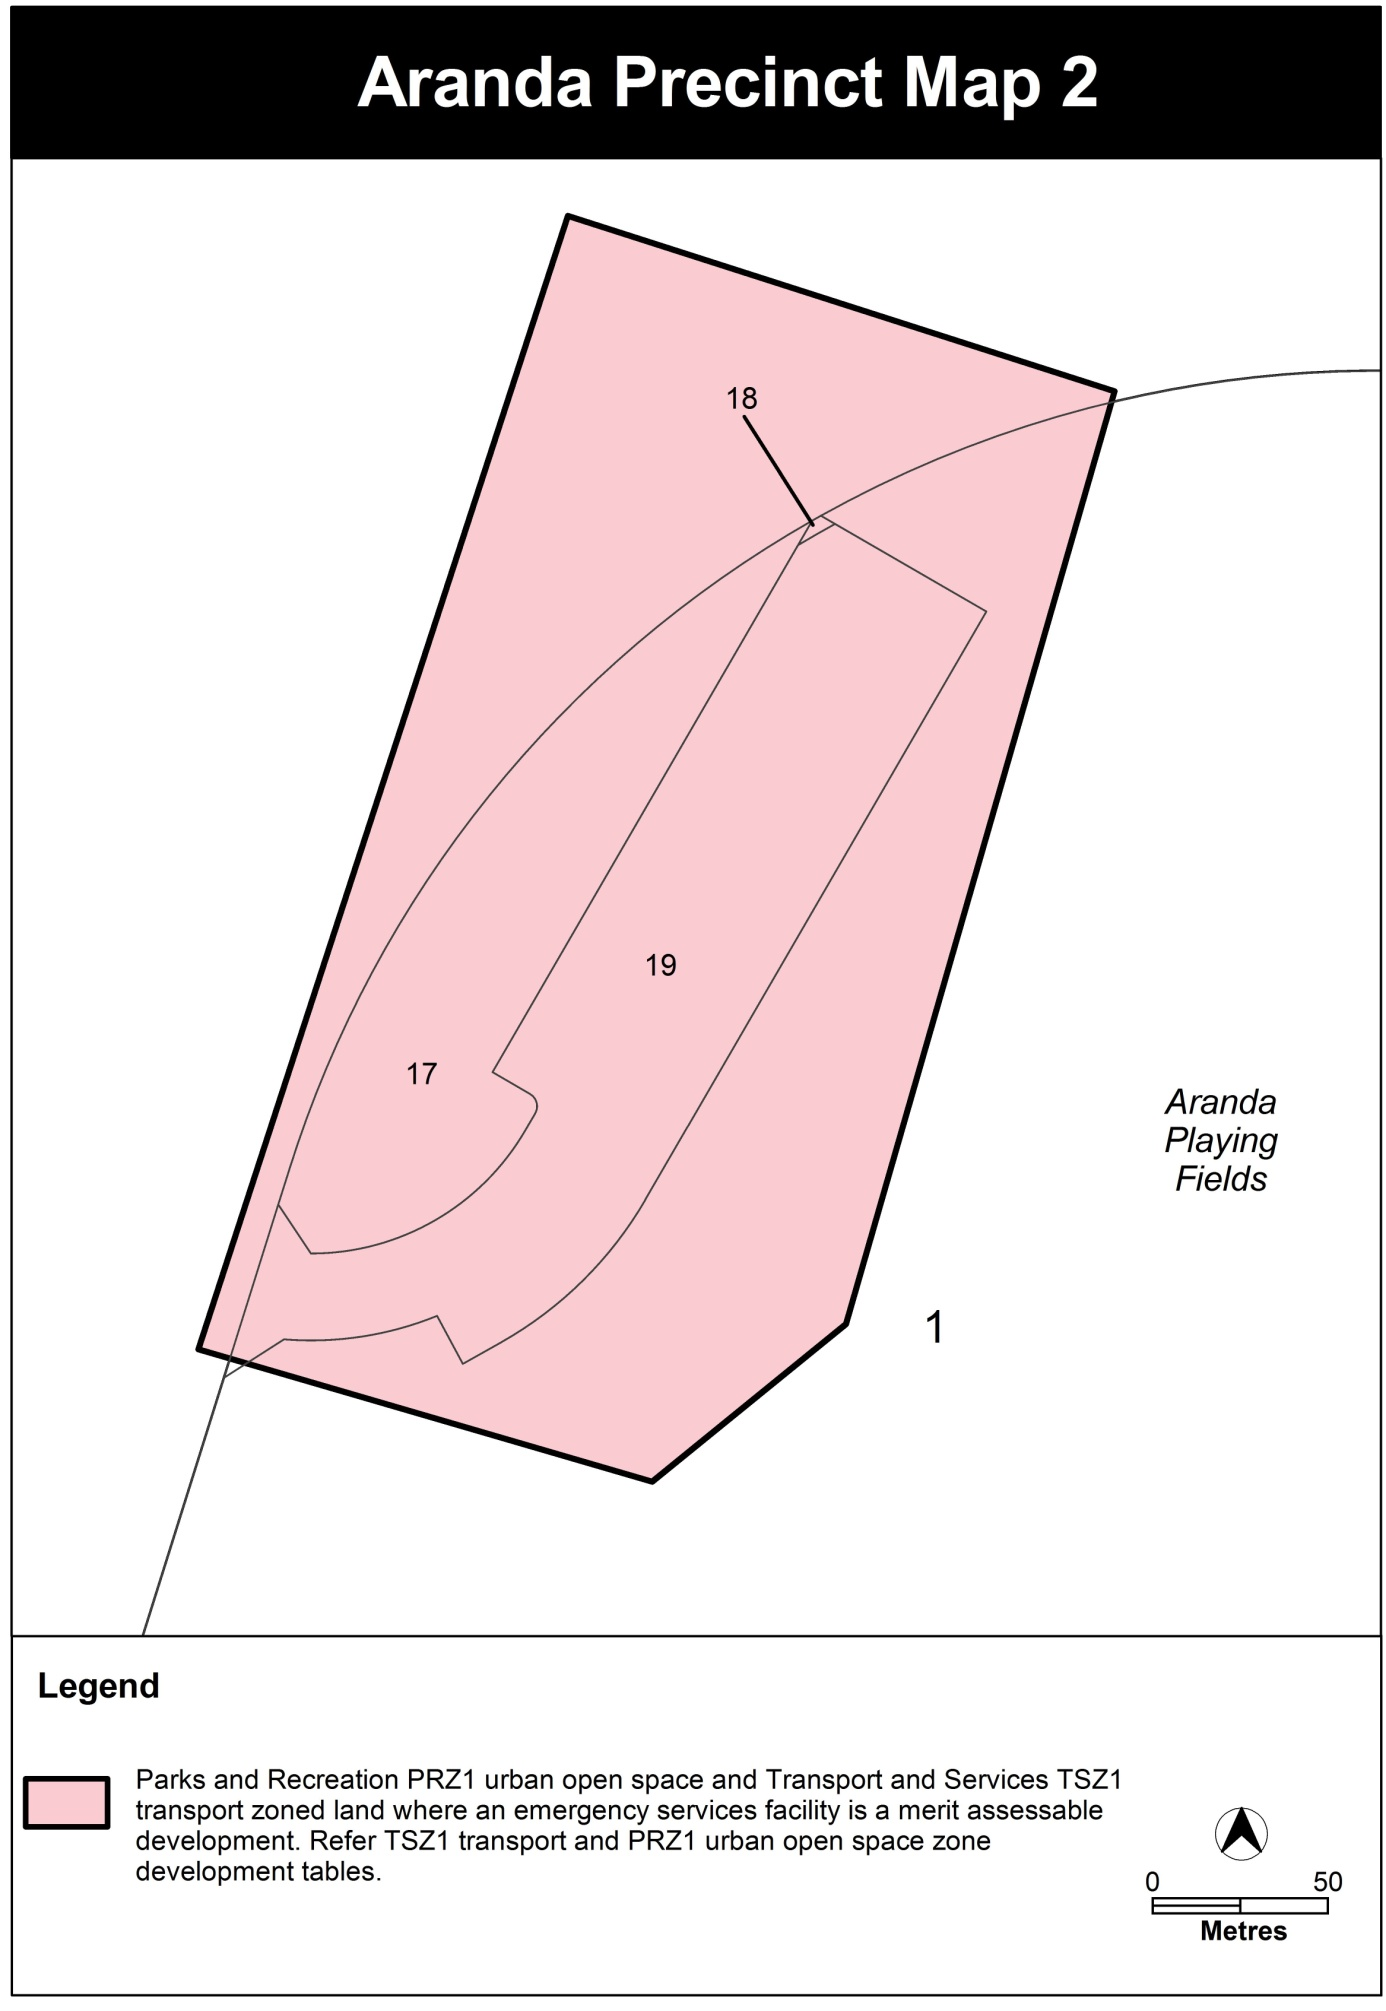 Aranda Precinct Map 2
18
19
17
Aranda
Playing
Fields
1
Legend
Parks and Recreation PRZ1 urban open space and Transport and Services TSZ1
transport zoned land where an emergency services facility is a merit assessable
development. Refer TSZ1 transport and PRZ1 urban open space zone
development tables.
0 50
Metres